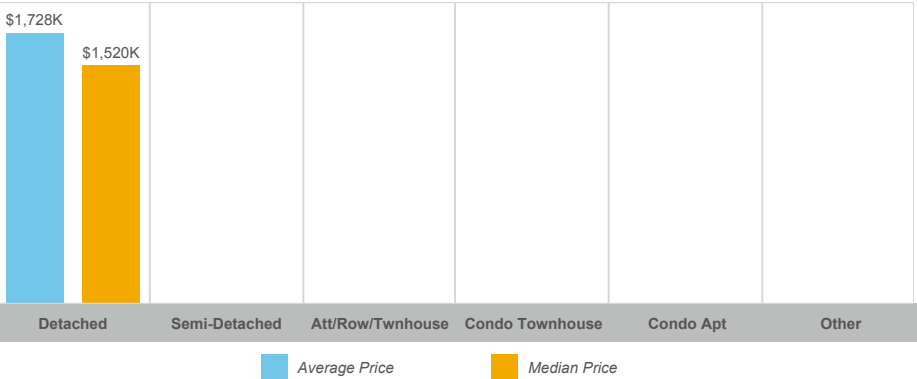 $1,728K
$1,520K
Detached Semi-Detached Att/Row/Twnhouse Condo Townhouse Condo Apt Other
Average Price Median Price